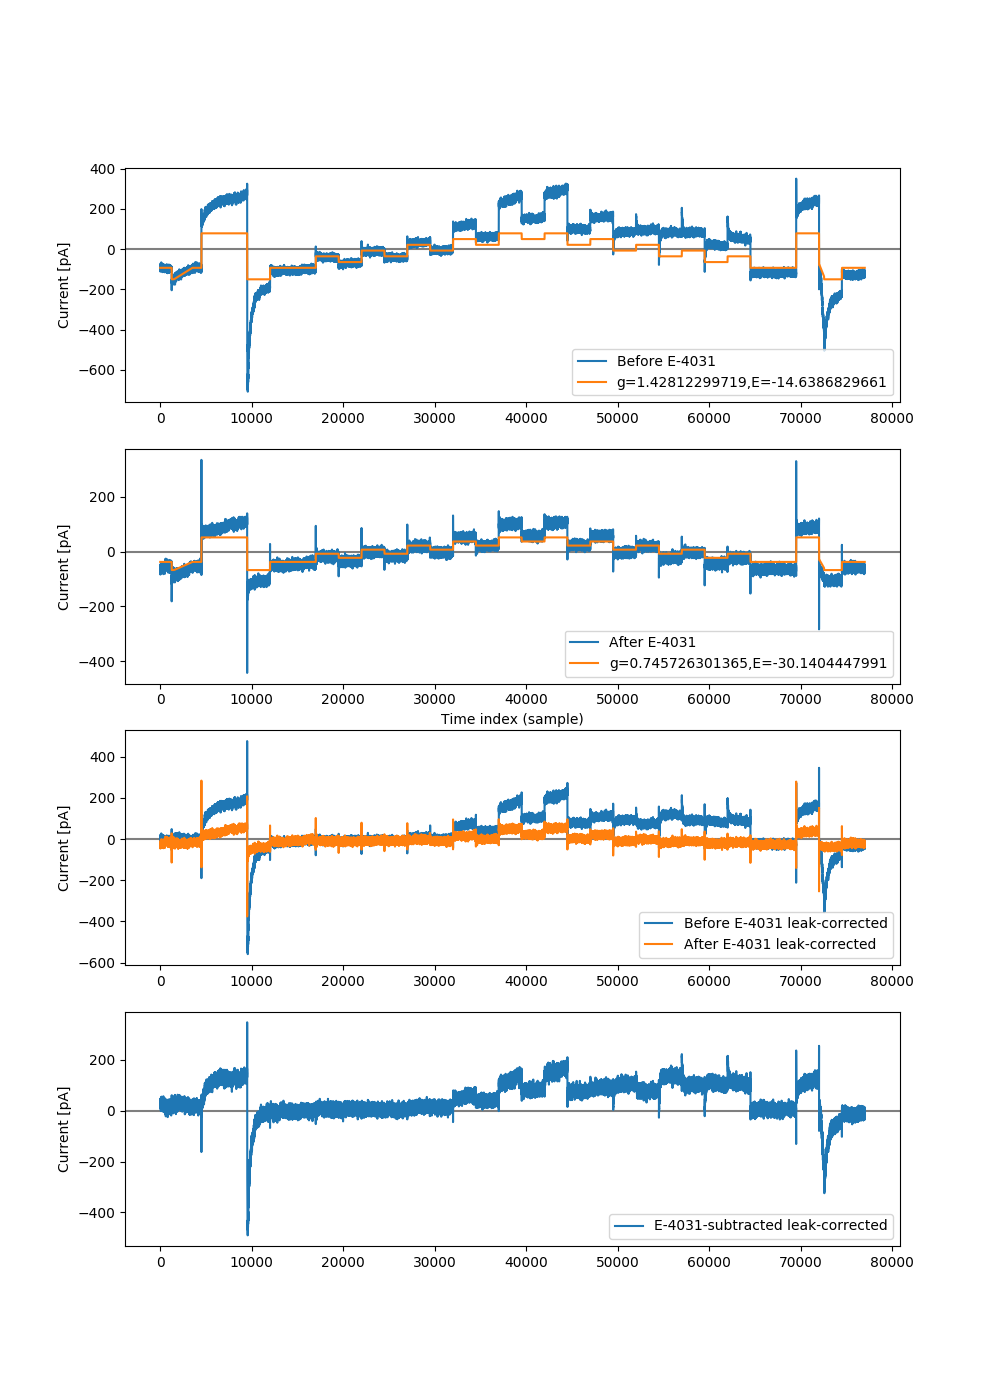 400
200
0
−200
−400
−600
Current [pA]
0 10000 20000 30000 40000 50000 60000 70000 80000
Before E-4031
g=1.42812299719,E=-14.6386829661
200
0
−200
−400
Current [pA]
0 10000 20000 30000 40000 50000 60000 70000 80000
Time index (sample)
After E-4031
g=0.745726301365,E=-30.1404447991
400
200
0
−200
−400
−600
Current [pA]
0 10000 20000 30000 40000 50000 60000 70000 80000
Before E-4031 leak-corrected
After E-4031 leak-corrected
200
0
−200
−400
Current [pA]
0 10000 20000 30000 40000 50000 60000 70000 80000
E-4031-subtracted leak-corrected